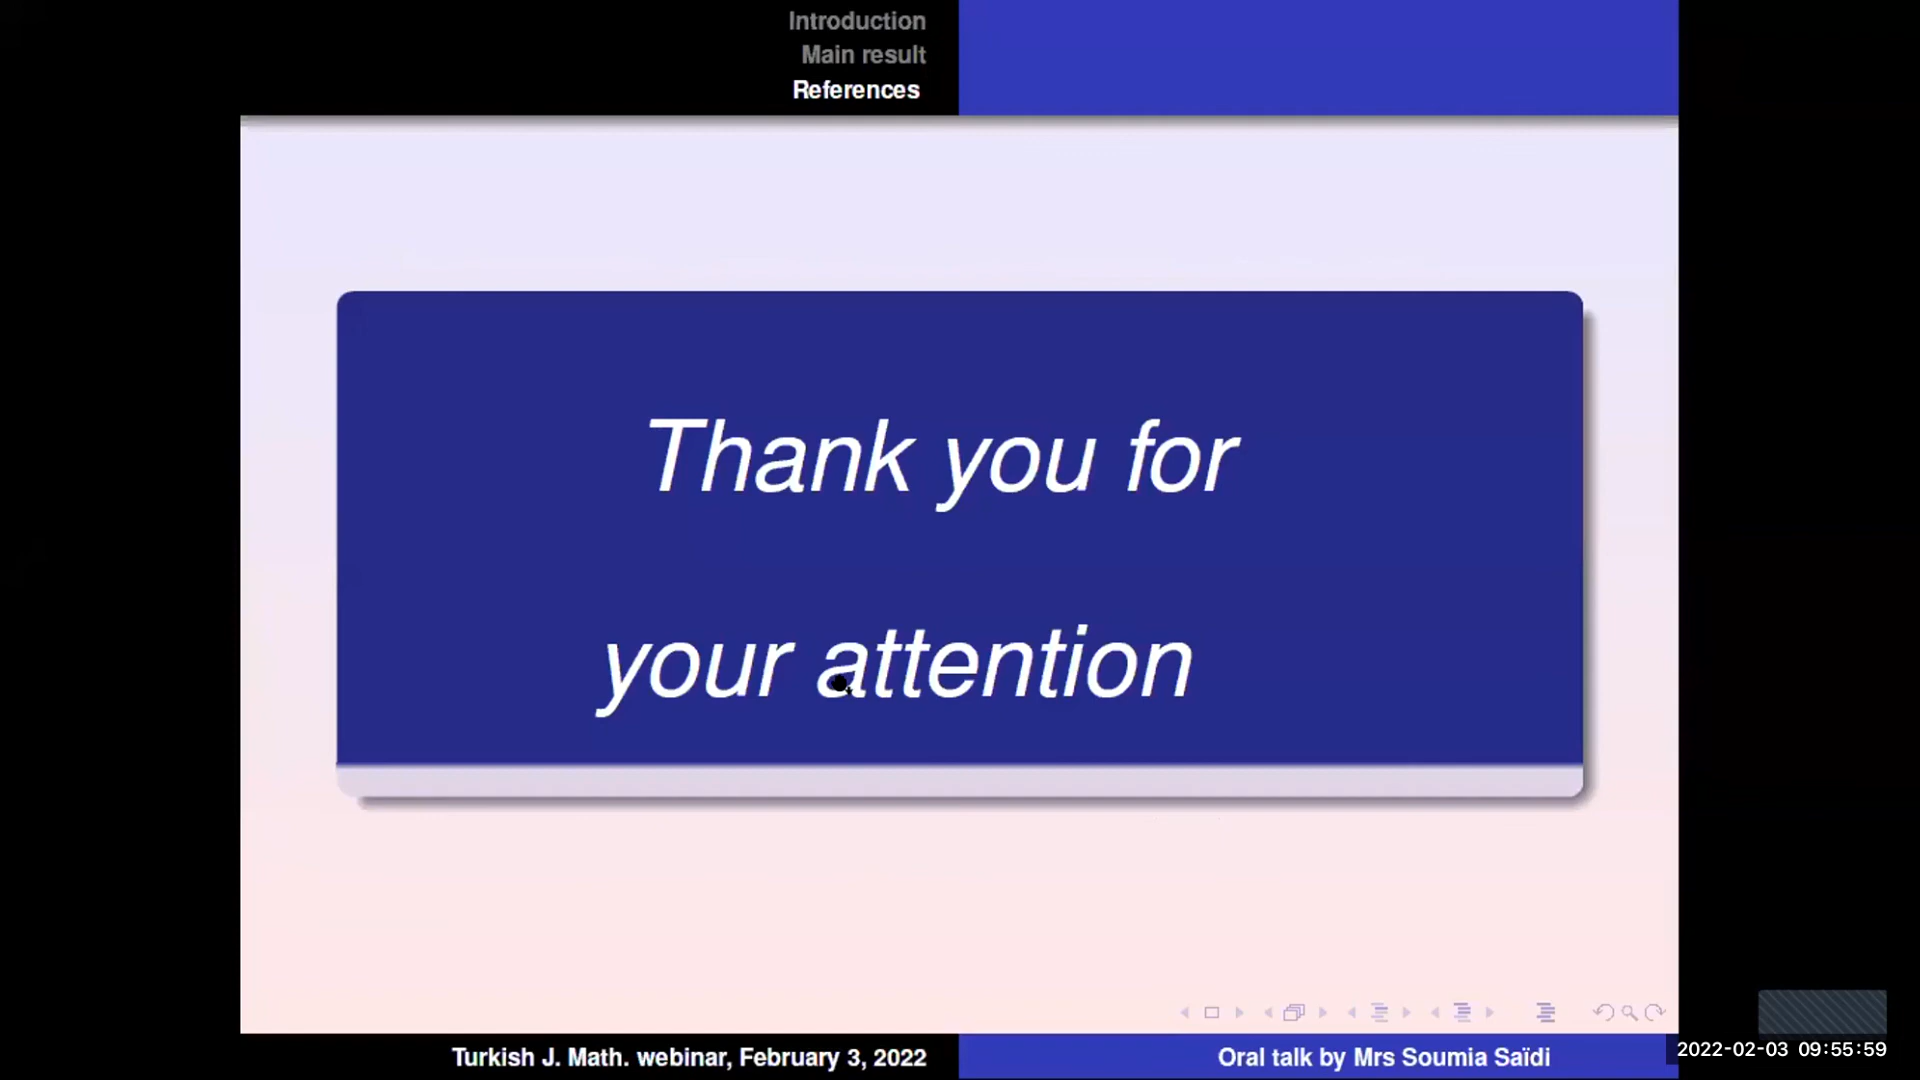 Introduction
Main result
References
Thank you for
your attention
Turkish J. Math. webinar, February 3, 2022
Oral talk by Mrs Soumia Saïdi
2022-02-03 09:55:59